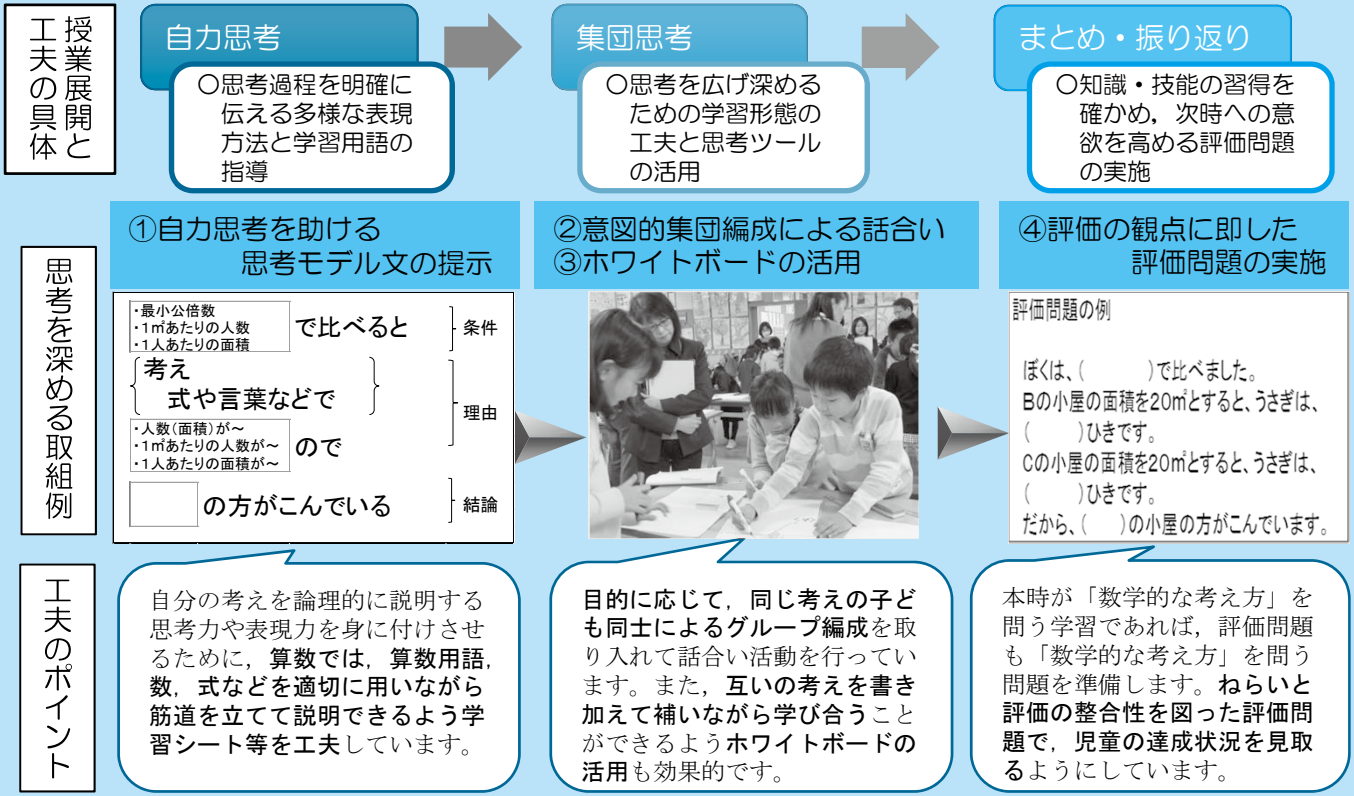 授業展開と
工夫の具体
自力思考
〇思考過程を明確に
伝える多様な表現
方法と学習用語の
指導
集団思考
〇思考を広げ深める
ための学習形態の
工夫と思考ツール
の活用
まとめ・振り返り
〇知識・技能の習得を
確かめ，次時への意
欲を高める評価問題
の実施
思考を深める取組例
①自力思考を助ける
思考モデル文の提示
・最小公倍数
・1㎡あたりの人数
・1人あたりの面積
で比べると
条件
考え
式や言葉などで
理由
・人数(面積)が～
・1㎡あたりの人数が～
・1人あたりの面積が～
ので
の方がこんでいる
結論
②意図的集団編成による話合い
③ホワイトボードの活用
④評価の観点に即した
評価問題の実施
評価問題の例
ぼくは、(　　　)で比べました。
Bの小屋の面積を20㎡とすると、うさぎは、
(　　)ひきです。
Cの小屋の面積を20㎡とすると、うさぎは、
(　　)ひきです。
だから、(　　)の小屋の方がこんでいます。
工夫のポイント
自分の考えを論理的に説明する
思考力や表現力を身に付けさせ
るために，算数では，算数用語，
数，式などを適切に用いながら
筋道を立てて説明できるよう学
習シート等を工夫しています。
目的に応じて，同じ考えの子ど
も同士によるグループ編成を取
り入れて話合い活動を行ってい
ます。また，互いの考えを書き
加えて補いながら学び合うこと
ができるようホワイトボードの
活用も効果的です。
本時が「数学的な考え方」を
問う学習であれば，評価問題
も「数学的な考え方」を問う
問題を準備します。ねらいと
評価の整合性を図った評価問
題で，児童の達成状況を見取
るようにしています。